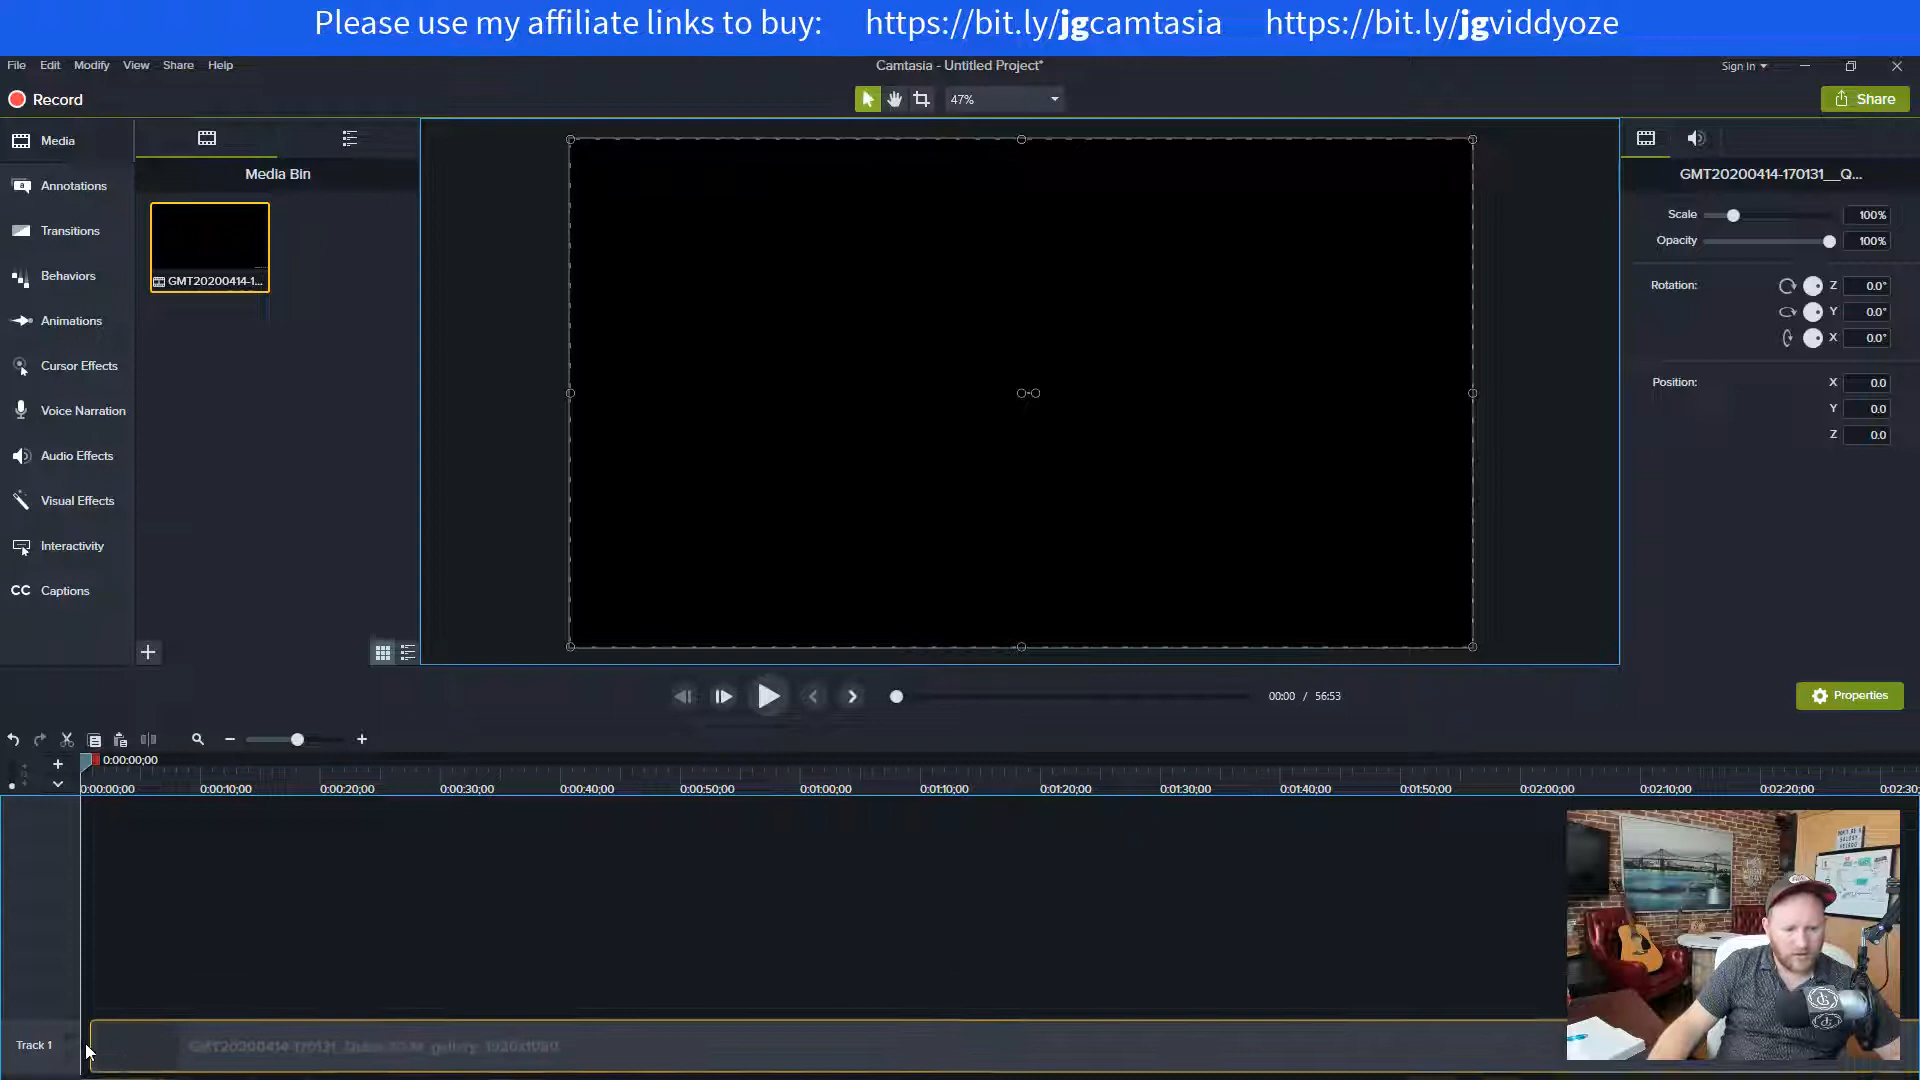 Please use my affiliate links to buy: https://bit.ly/jgcamtasia https://bit.ly/jgviddyoze
File Edit Modify View Share Help
Camtasia - Untitled Project*
Sign In
Record
47%
Share
Media
Annotations
Transitions
Behaviors
Animations
Cursor Effects
Voice Narration
Audio Effects
Visual Effects
Interactivity
CC Captions
Media Bin
GMT20200414-1...
GMT20200414-170131__Q...
Scale 100%
Opacity 100%
Rotation: Z 0.0°
Y 0.0°
X 0.0°
Position: X 0.0
Y 0.0
Z 0.0
00:00 / 56:53
Properties
0:00:00;00
0:00:00;00 0:00:10;00 0:00:20;00 0:00:30;00 0:00:40;00 0:00:50;00 0:01:00;00 0:01:10;00 0:01:20;00 0:01:30;00 0:01:40;00 0:01:50;00 0:02:00;00 0:02:10;00 0:02:20;00 0:02:30;
Track 1